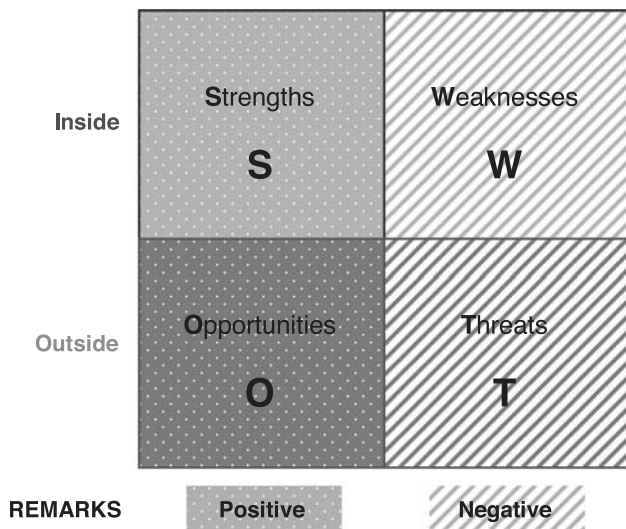 Strengths
Weaknesses
Inside
S
W
Opportunities
Threats
Outside
O
T
REMARKS
Positive
Negative